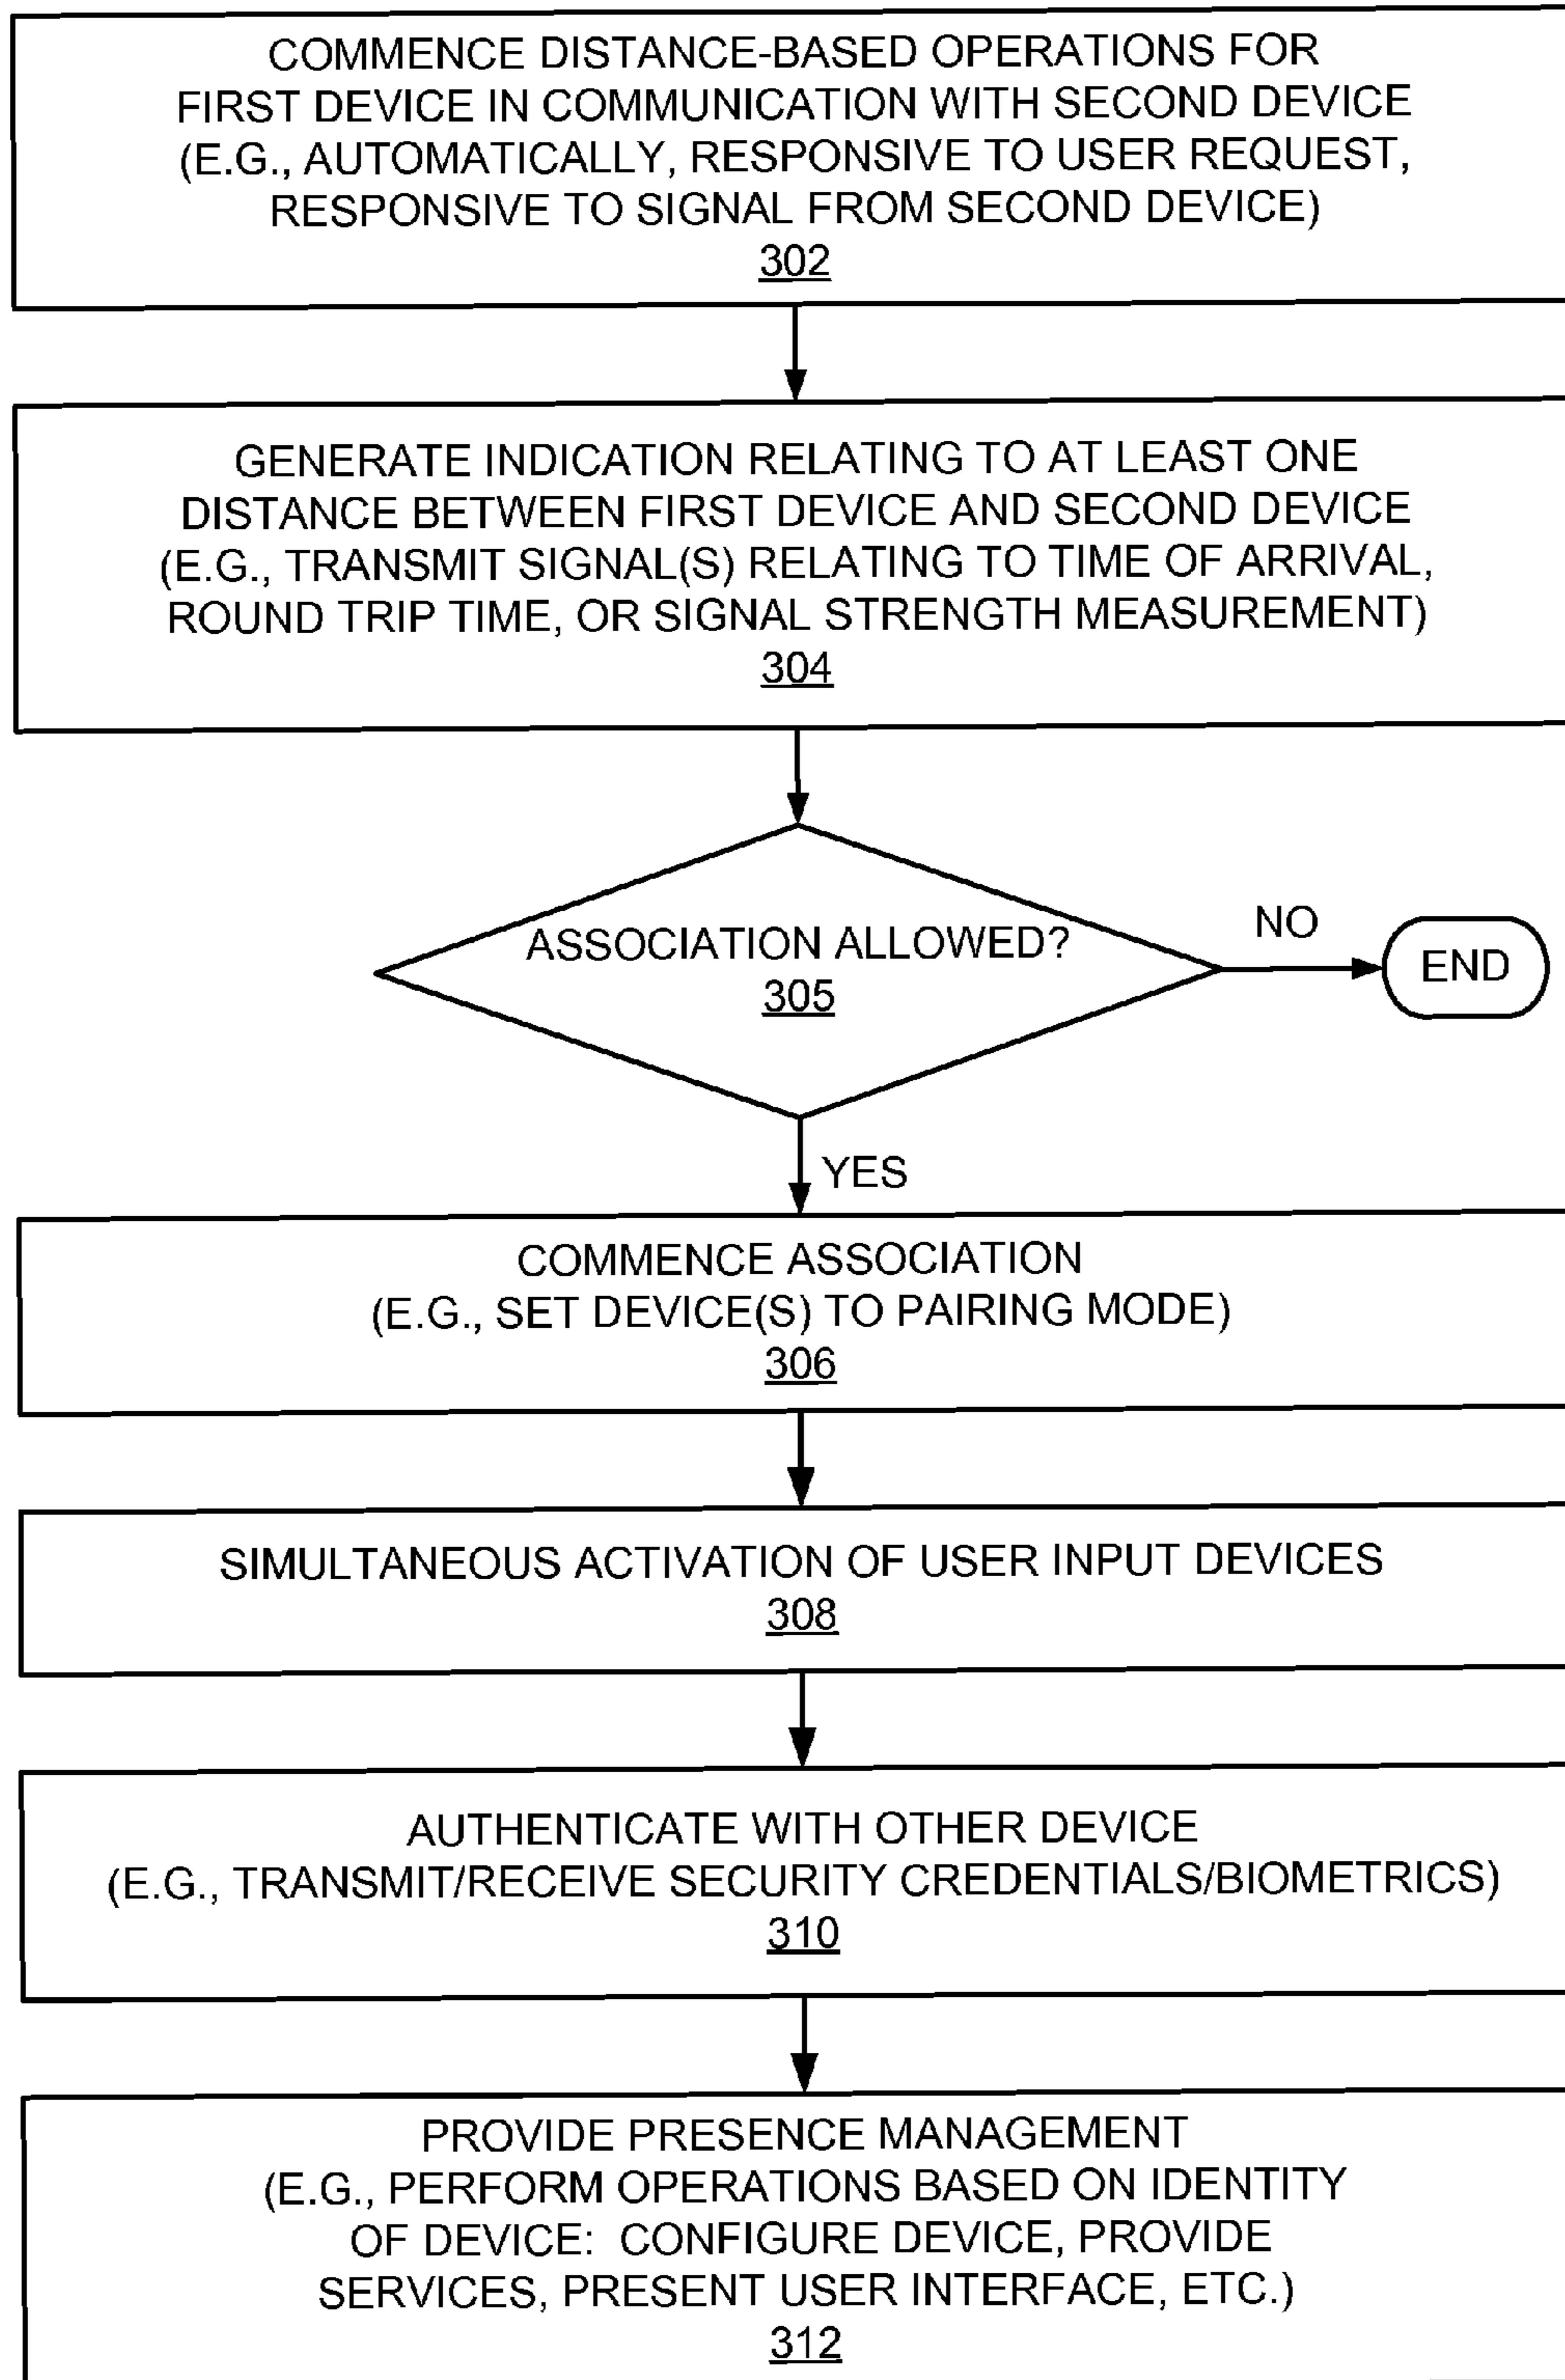 COMMENCE DISTANCE-BASED OPERATIONS FOR
FIRST DEVICE IN COMMUNICATION WITH SECOND DEVICE
(E.G., AUTOMATICALLY, RESPONSIVE TO USER REQUEST,
RESPONSIVE TO SIGNAL FROM SECOND DEVICE)
302
GENERATE INDICATION RELATING TO AT LEAST ONE
DISTANCE BETWEEN FIRST DEVICE AND SECOND DEVICE
(E.G., TRANSMIT SIGNAL(S) RELATING TO TIME OF ARRIVAL,
ROUND TRIP TIME, OR SIGNAL STRENGTH MEASUREMENT)
304
ASSOCIATION ALLOWED?
305
NO
END
YES
COMMENCE ASSOCIATION
(E.G., SET DEVICE(S) TO PAIRING MODE)
306
SIMULTANEOUS ACTIVATION OF USER INPUT DEVICES
308
AUTHENTICATE WITH OTHER DEVICE
(E.G., TRANSMIT/RECEIVE SECURITY CREDENTIALS/BIOMETRICS)
310
PROVIDE PRESENCE MANAGEMENT
(E.G., PERFORM OPERATIONS BASED ON IDENTITY
OF DEVICE: CONFIGURE DEVICE, PROVIDE
SERVICES, PRESENT USER INTERFACE, ETC.)
312